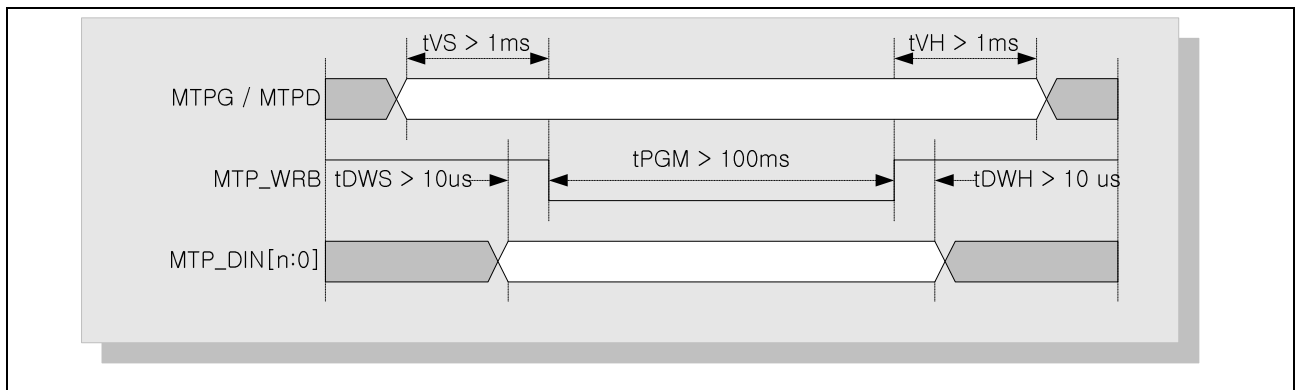 tVS > 1ms
tVH > 1ms
MTPG / MTPD
tPGM > 100ms
MTP_WRB
tDWS > 10us
tDWH > 10 us
MTP_DIN[n:0]